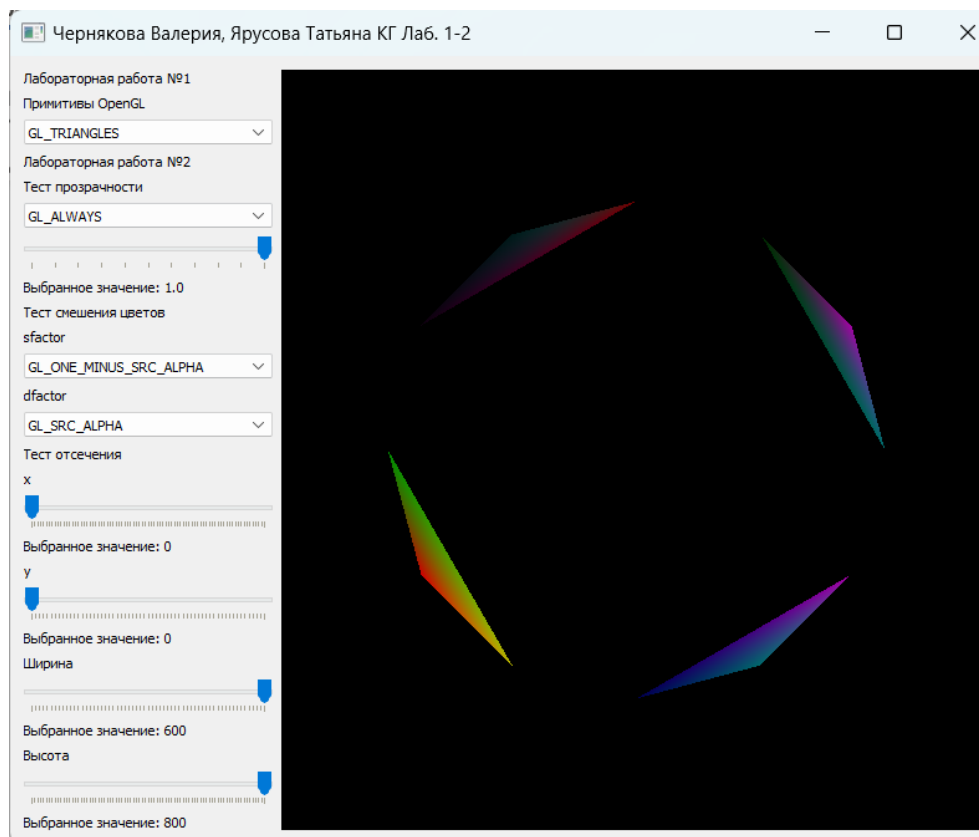 Чернякова Валерия, Ярусова Татьяна КГ Лаб. 1-2
Лабораторная работа №1
Примитивы OpenGL
GL_TRIANGLES
Лабораторная работа №2
Тест прозрачности
GL_ALWAYS
Выбранное значение: 1.0
Тест смешения цветов
sfactor
GL_ONE_MINUS_SRC_ALPHA
dfactor
GL_SRC_ALPHA
Тест отсечения
x
Выбранное значение: 0
y
Выбранное значение: 0
Ширина
Выбранное значение: 600
Высота
Выбранное значение: 800